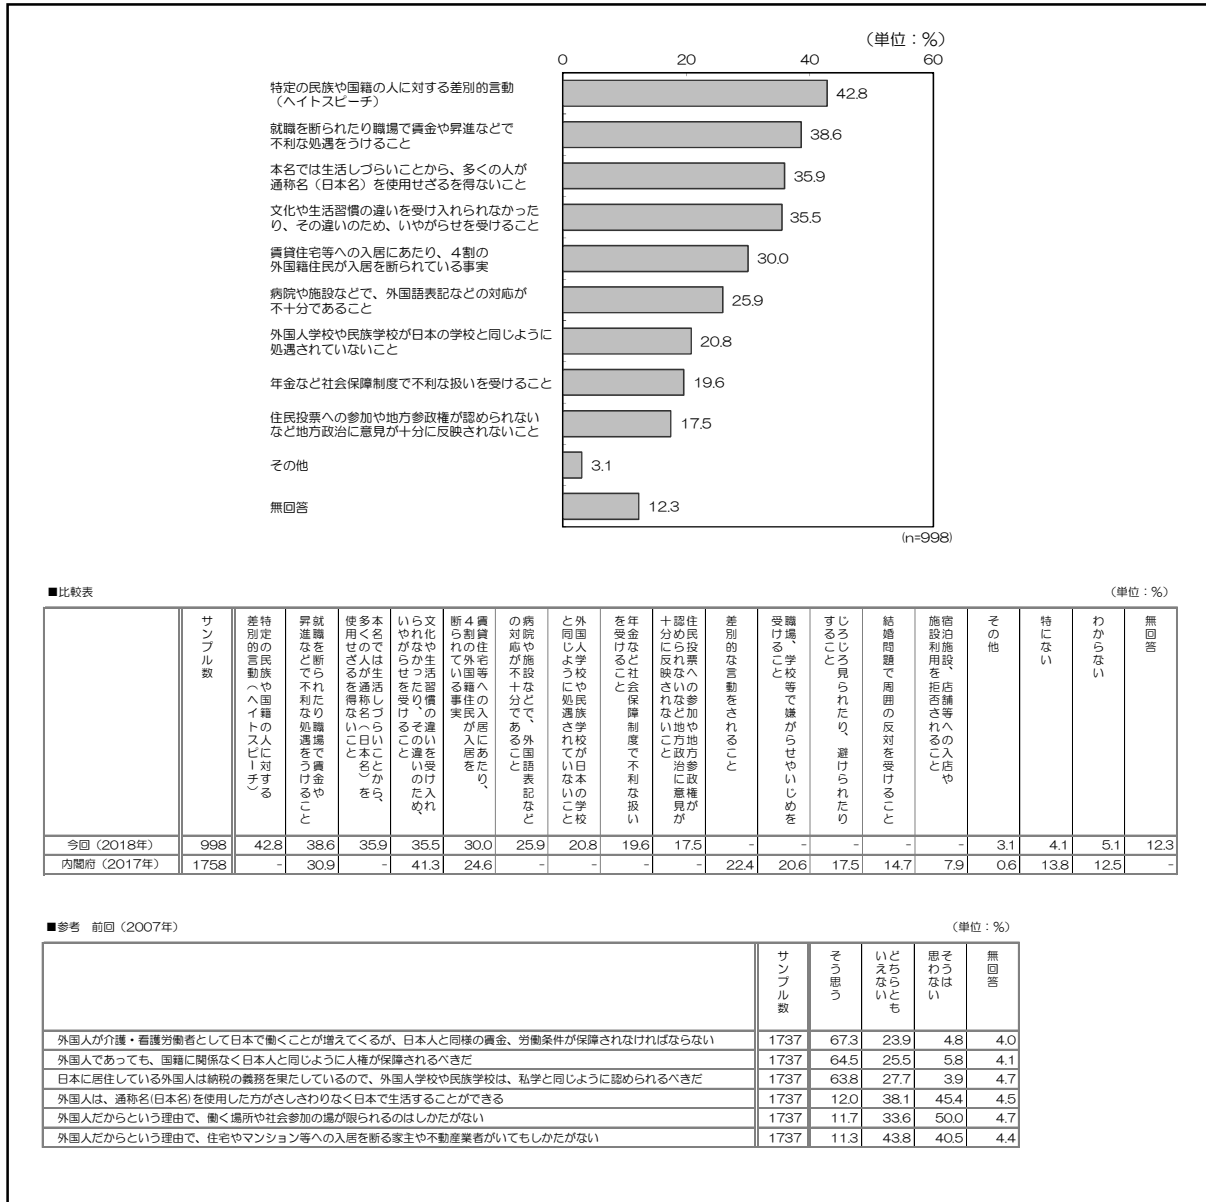 （単位：％）
0 20 40 60
特定の民族や国籍の人に対する差別的言動
（ヘイトスピーチ）
42.8
就職を断られたり職場で賃金や昇進などで
不利な処遇をうけること
38.6
本名では生活しづらいことから、多くの人が
通称名（日本名）を使用せざるを得ないこと
35.9
文化や生活習慣の違いを受け入れられなかった
り、その違いのため、いやがらせを受けること
35.5
賃貸住宅等への入居にあたり、４割の
外国籍住民が入居を断られている事実
30.0
病院や施設などで、外国語表記などの対応が
不十分であること
25.9
外国人学校や民族学校が日本の学校と同じように
処遇されていないこと
20.8
年金など社会保障制度で不利な扱いを受けること
19.6
住民投票への参加や地方参政権が認められない
など地方政治に意見が十分に反映されないこと
17.5
その他
3.1
無回答
12.3
(n=998)
■比較表
（単位：％）
サンプル数
特定の民族や国籍の人に対する
差別的言動（ヘイトスピーチ）
就職を断られたり職場で賃金や
昇進などで不利な処遇をうけること
本名では生活しづらいことから、
多くの人が通称名（日本名）を
使用せざるを得ないこと
文化や生活習慣の違いを受け入れ
られなかったり、その違いのため、
いやがらせを受けること
賃貸住宅等への入居にあたり、
４割の外国籍住民が入居を
断られている事実
病院や施設などで、外国語表記など
の対応が不十分であること
外国人学校や民族学校が日本の学校
と同じように処遇されていないこと
年金など社会保障制度で不利な扱い
を受けること
住民投票への参加や地方参政権が
認められないなど地方政治に意見が
十分に反映されないこと
差別的な言動をされること
職場、学校等で嫌がらせやいじめを
受けること
じろじろ見られたり、避けられたり
すること
結婚問題で周囲の反対を受けること
宿泊施設、店舗等への入店や
施設利用を拒否されること
その他
特にない
わからない
無回答
今回（2018年） 998 42.8 38.6 35.9 35.5 30.0 25.9 20.8 19.6 17.5 - - - - - 3.1 4.1 5.1 12.3
内閣府（2017年） 1758 - 30.9 - 41.3 24.6 - - - - 22.4 20.6 17.5 14.7 7.9 0.6 13.8 12.5 -
■参考　前回（2007年）
（単位：％）
サンプル数
そう思う
どちらとも
いえない
そうは
思わない
無回答
外国人が介護・看護労働者として日本で働くことが増えてくるが、日本人と同様の賃金、労働条件が保障されなければならない 1737 67.3 23.9 4.8 4.0
外国人であっても、国籍に関係なく日本人と同じように人権が保障されるべきだ 1737 64.5 25.5 5.8 4.1
日本に居住している外国人は納税の義務を果たしているので、外国人学校や民族学校は、私学と同じように認められるべきだ 1737 63.8 27.7 3.9 4.7
外国人は、通称名(日本名)を使用した方がさしさわりなく日本で生活することができる 1737 12.0 38.1 45.4 4.5
外国人だからという理由で、働く場所や社会参加の場が限られるのはしかたがない 1737 11.7 33.6 50.0 4.7
外国人だからという理由で、住宅やマンション等への入居を断る家主や不動産業者がいてもしかたがない 1737 11.3 43.8 40.5 4.4